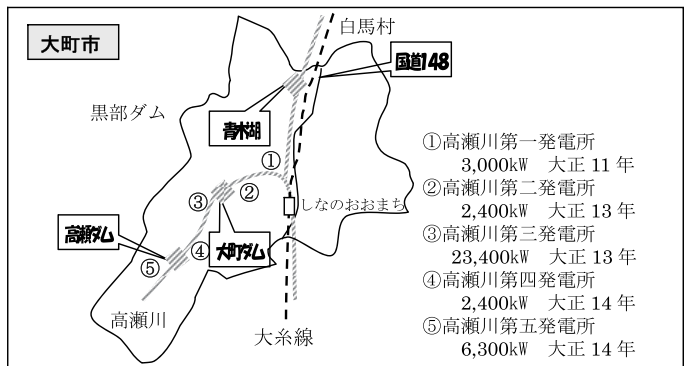 大町市
白馬村
国道148
黒部ダム
青木湖
①
②
③
しなのおおまち
高瀬ダム
④
大町ダム
⑤
高瀬川
大糸線
①高瀬川第一発電所
3,000kW 大正 11 年
②高瀬川第二発電所
2,400kW 大正 13 年
③高瀬川第三発電所
23,400kW 大正 13 年
④高瀬川第四発電所
2,400kW 大正 14 年
⑤高瀬川第五発電所
6,300kW 大正 14 年